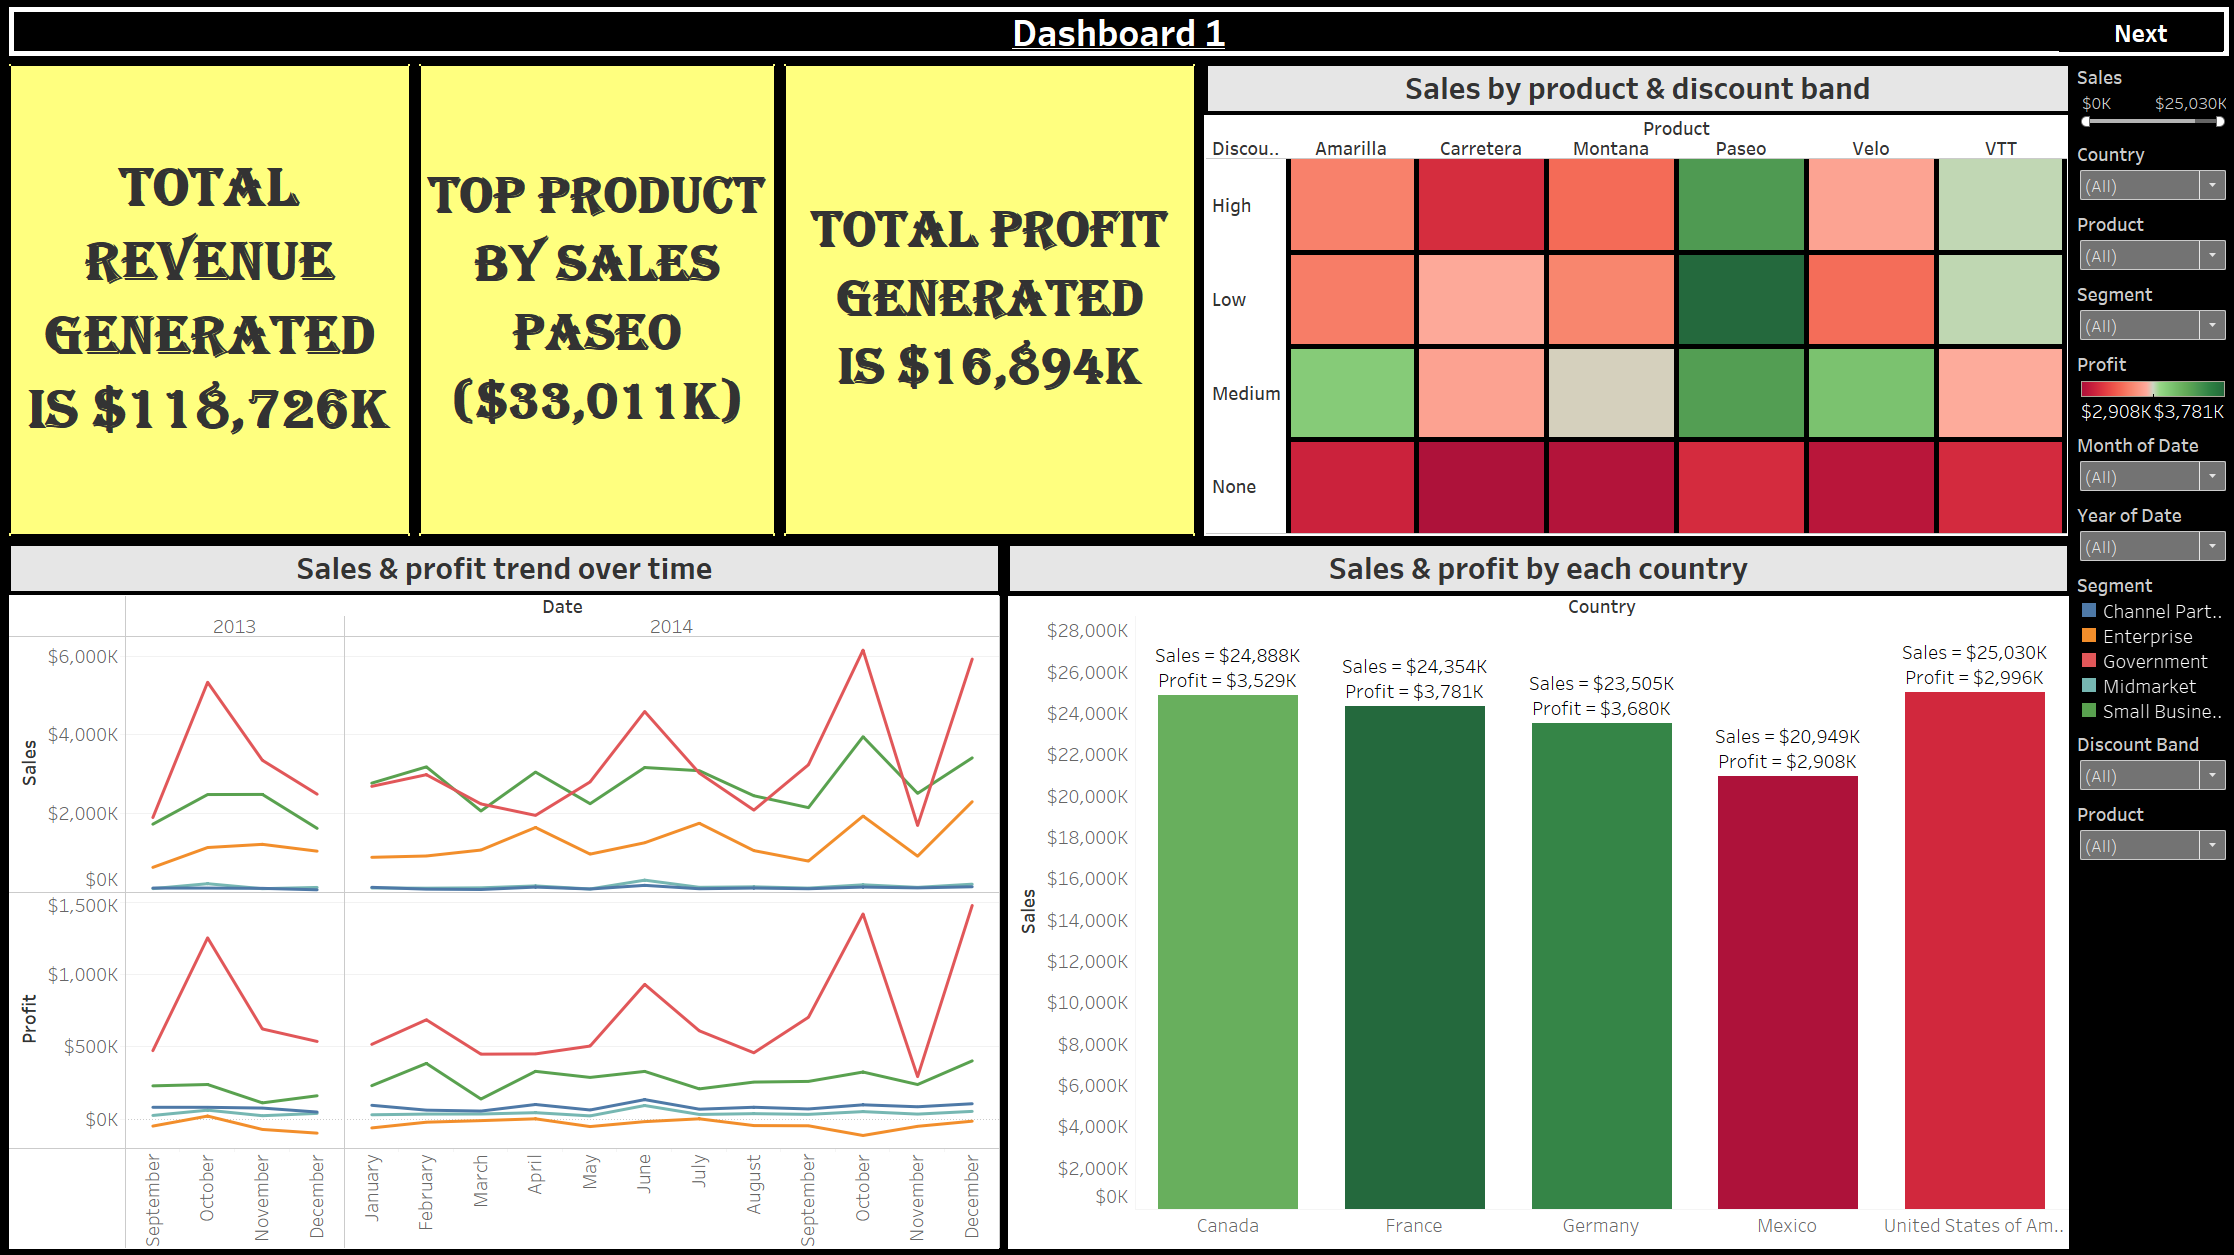 Dashboard 1
Next
TOTAL
REVENUE
GENERATED
IS $118,726K
TOP PRODUCT
BY SALES
PASEO
($33,011K)
TOTAL PROFIT
GENERATED
IS $16,894K
Sales by product & discount band
Product
Discou.. Amarilla Carretera Montana Paseo Velo VTT
High
Low
Medium
None
Sales & profit trend over time
Date
2013 2014
Sales
$6,000K
$4,000K
$2,000K
$0K
Profit
$1,500K
$1,000K
$500K
$0K
September October November December January February March April May June July August September October November December
Sales & profit by each country
Country
Sales
$28,000K
$26,000K
$24,000K
$22,000K
$20,000K
$18,000K
$16,000K
$14,000K
$12,000K
$10,000K
$8,000K
$6,000K
$4,000K
$2,000K
$0K
Sales = $24,888K
Profit = $3,529K
Sales = $24,354K
Profit = $3,781K
Sales = $23,505K
Profit = $3,680K
Sales = $20,949K
Profit = $2,908K
Sales = $25,030K
Profit = $2,996K
Canada France Germany Mexico United States of Am..
Sales
$0K $25,030K
Country
(All)
Product
(All)
Segment
(All)
Profit
$2,908K $3,781K
Month of Date
(All)
Year of Date
(All)
Segment
Channel Part..
Enterprise
Government
Midmarket
Small Busine..
Discount Band
(All)
Product
(All)